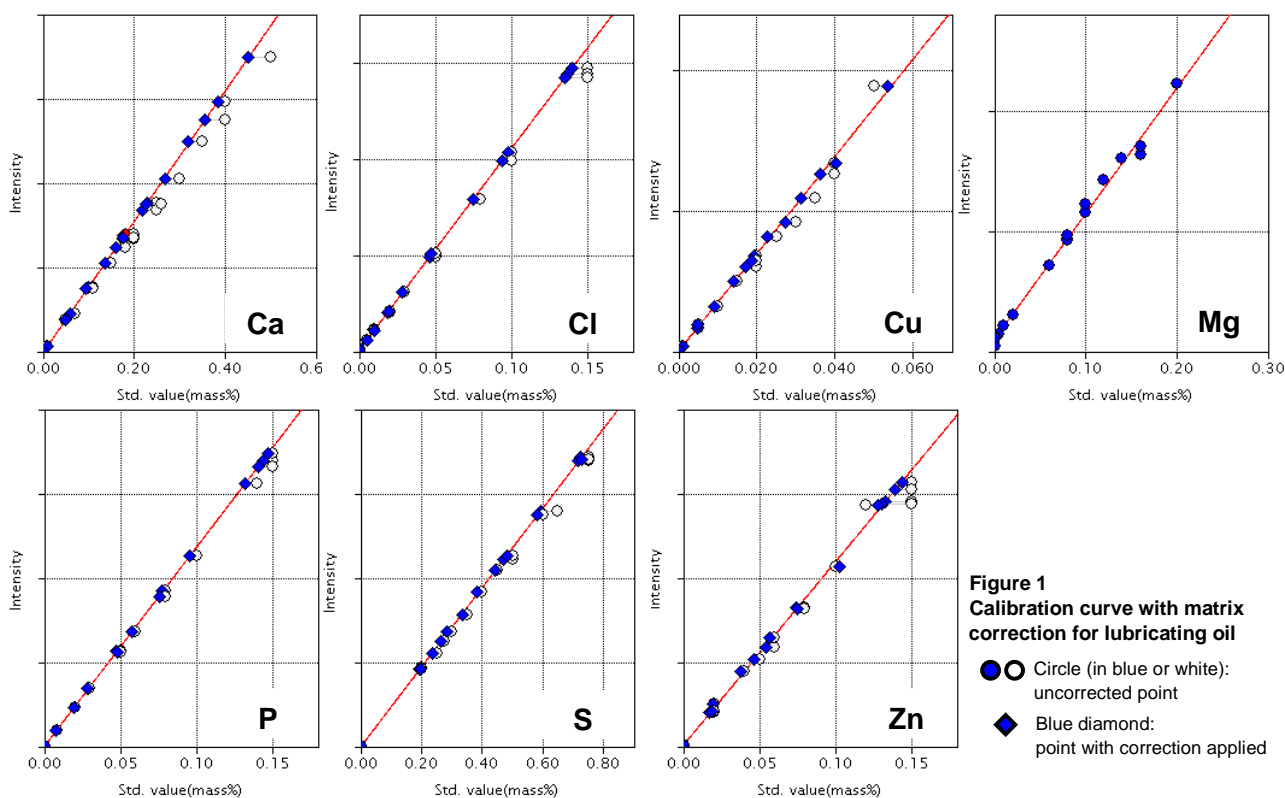 Intensity
Ca
0.00
0.20
0.40
0.6
Std. value(mass%)
Intensity
Cl
0.00
0.05
0.10
0.15
Std. value(mass%)
Intensity
Cu
0.000
0.020
0.040
0.060
Std. value(mass%)
Intensity
Mg
0.00
0.10
0.20
0.30
Std. value(mass%)
Intensity
P
0.00
0.05
0.10
0.15
Std. value(mass%)
Intensity
S
0.00
0.20
0.40
0.60
0.80
Std. value(mass%)
Intensity
Zn
0.00
0.05
0.10
0.15
Std. value(mass%)
Figure 1
Calibration curve with matrix
correction for lubricating oil
Circle (in blue or white):
uncorrected point
Blue diamond:
point with correction applied